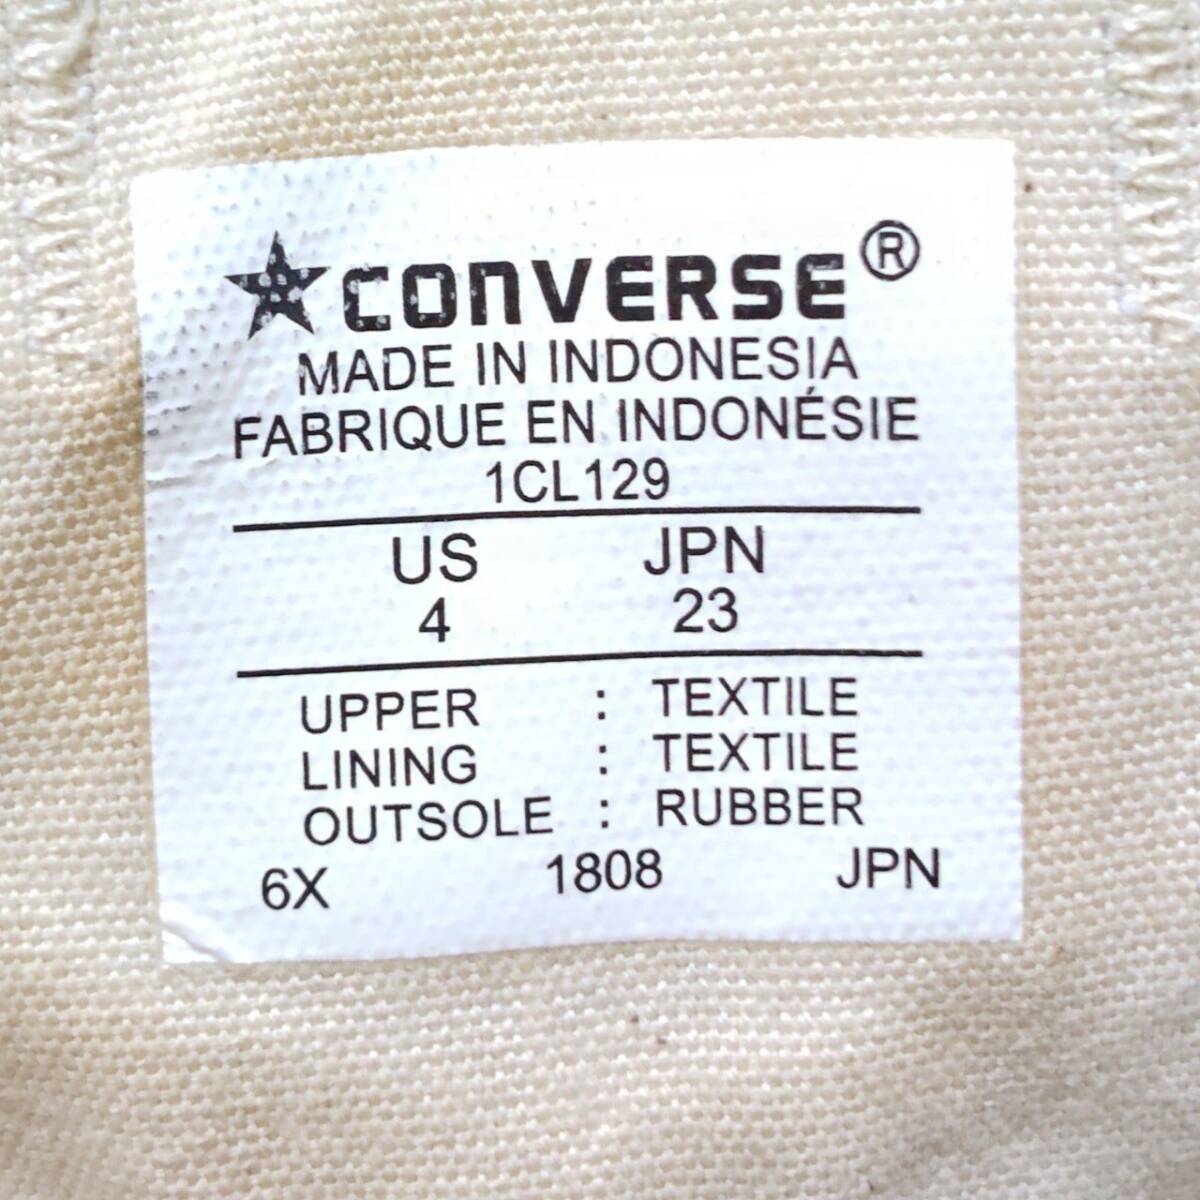 ★CONVERSE®
MADE IN INDONESIA
FABRIQUE EN INDONÉSIE
1CL129
US JPN
4 23
UPPER : TEXTILE
LINING : TEXTILE
OUTSOLE : RUBBER
6X 1808 JPN